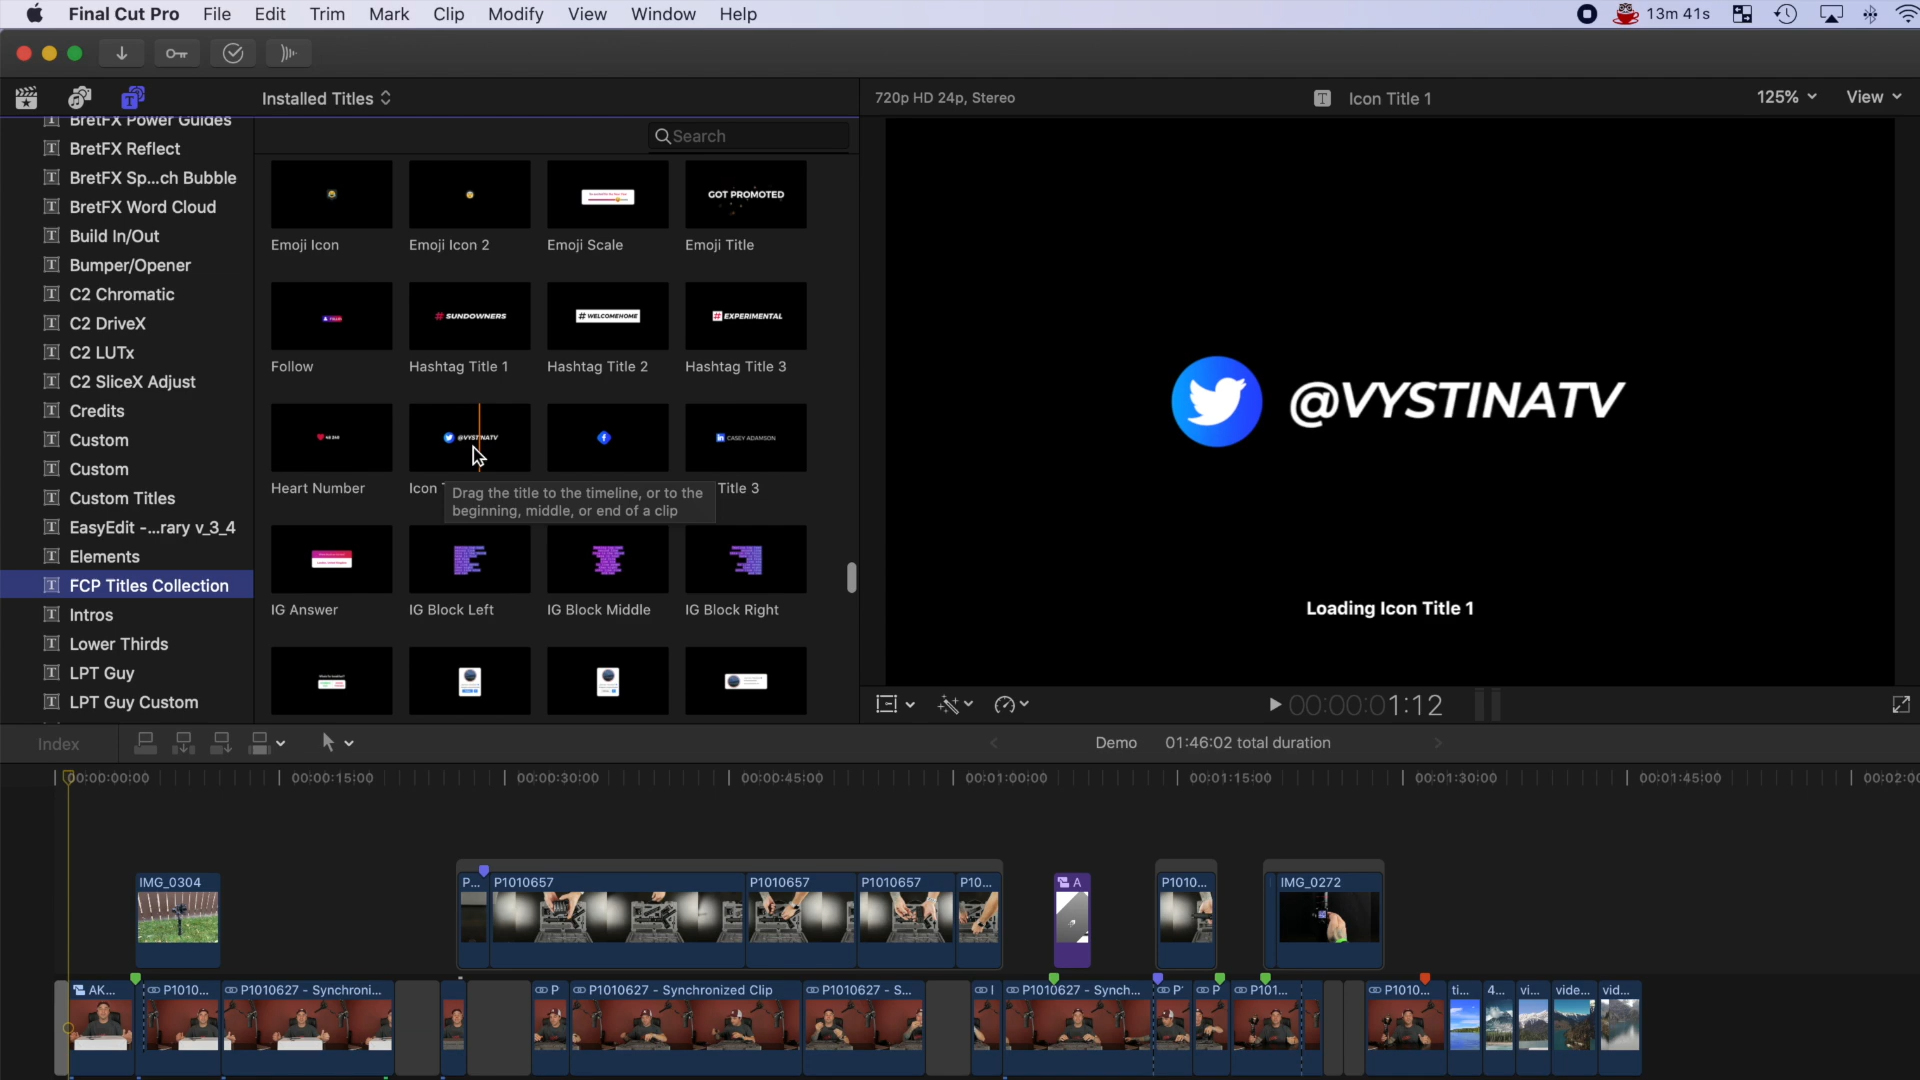 Final Cut Pro File Edit Trim Mark Clip Modify View Window Help
13m 41s
Installed Titles
720p HD 24p, Stereo
Icon Title 1
125%
View
BretFX Power Guides
BretFX Reflect
BretFX Sp...ch Bubble
BretFX Word Cloud
Build In/Out
Bumper/Opener
C2 Chromatic
C2 DriveX
C2 LUTx
C2 SliceX Adjust
Credits
Custom
Custom
Custom Titles
EasyEdit -...rary v_3_4
Elements
FCP Titles Collection
Intros
Lower Thirds
LPT Guy
LPT Guy Custom
Search
GOT PROMOTED
Emoji Icon Emoji Icon 2 Emoji Scale Emoji Title
#SUNDOWNERS # WELCOMEHOME #EXPERIMENTAL
Follow Hashtag Title 1 Hashtag Title 2 Hashtag Title 3
@VYSTINATV
CASEY ADAMSON
Heart Number Icon T Title 3
Drag the title to the timeline, or to the
beginning, middle, or end of a clip
IG Answer IG Block Left IG Block Middle IG Block Right
@VYSTINATV
Loading Icon Title 1
00:00:01:12
Index
Demo 01:46:02 total duration
00:00:00:00 00:00:15:00 00:00:30:00 00:00:45:00 00:01:00:00 00:01:15:00 00:01:30:00 00:01:45:00 00:02:00
IMG_0304 P... P1010657 P1010657 P1010657 P10... A P1010... IMG_0272
AK... P1010... P1010627 - Synchroni... P P1010627 - Synchronized Clip P1010627 - S... I P1010627 - Synch... P P P101... P1010... ti... 4... vi... vide... vid...